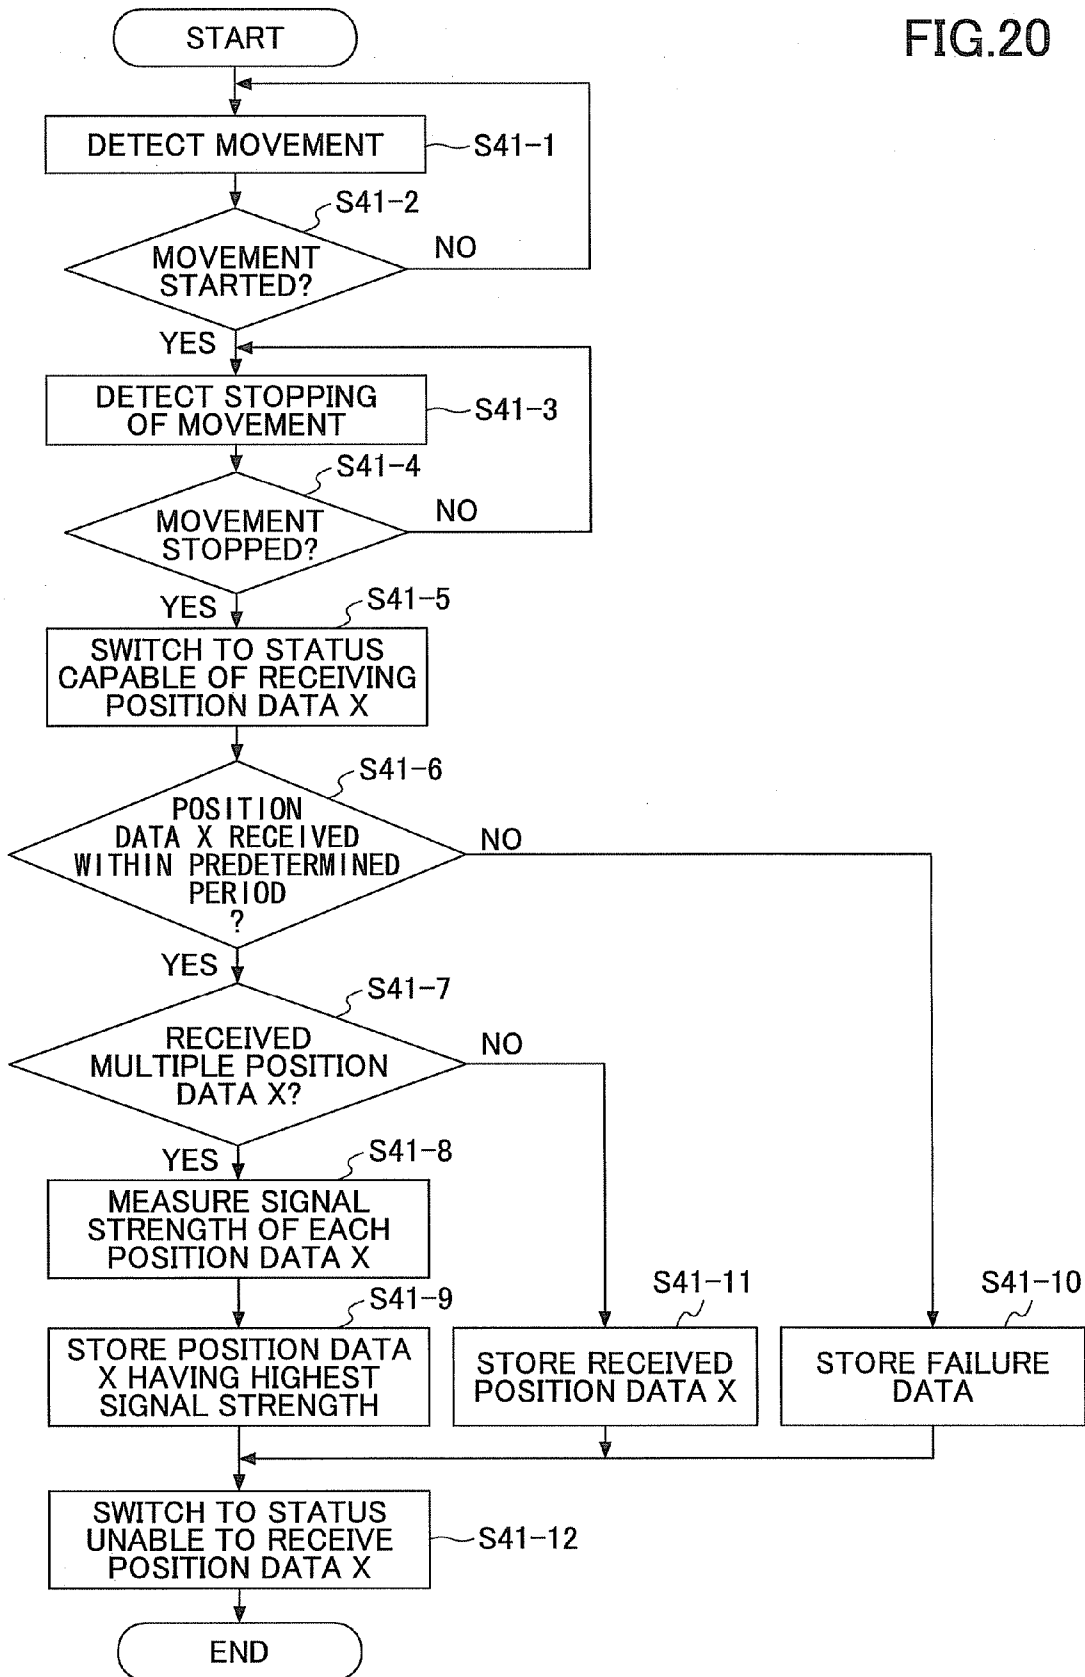 FIG.20
START
DETECT MOVEMENT
S41-1
S41-2
MOVEMENT
STARTED?
NO
YES
DETECT STOPPING
OF MOVEMENT
S41-3
S41-4
MOVEMENT
STOPPED?
NO
YES
S41-5
SWITCH TO STATUS
CAPABLE OF RECEIVING
POSITION DATA X
S41-6
POSITION
DATA X RECEIVED
WITHIN PREDETERMINED
PERIOD
?
NO
YES
S41-7
RECEIVED
MULTIPLE POSITION
DATA X?
NO
YES
S41-8
MEASURE SIGNAL
STRENGTH OF EACH
POSITION DATA X
S41-9
STORE POSITION DATA
X HAVING HIGHEST
SIGNAL STRENGTH
S41-11
STORE RECEIVED
POSITION DATA X
S41-10
STORE FAILURE
DATA
SWITCH TO STATUS
UNABLE TO RECEIVE
POSITION DATA X
S41-12
END